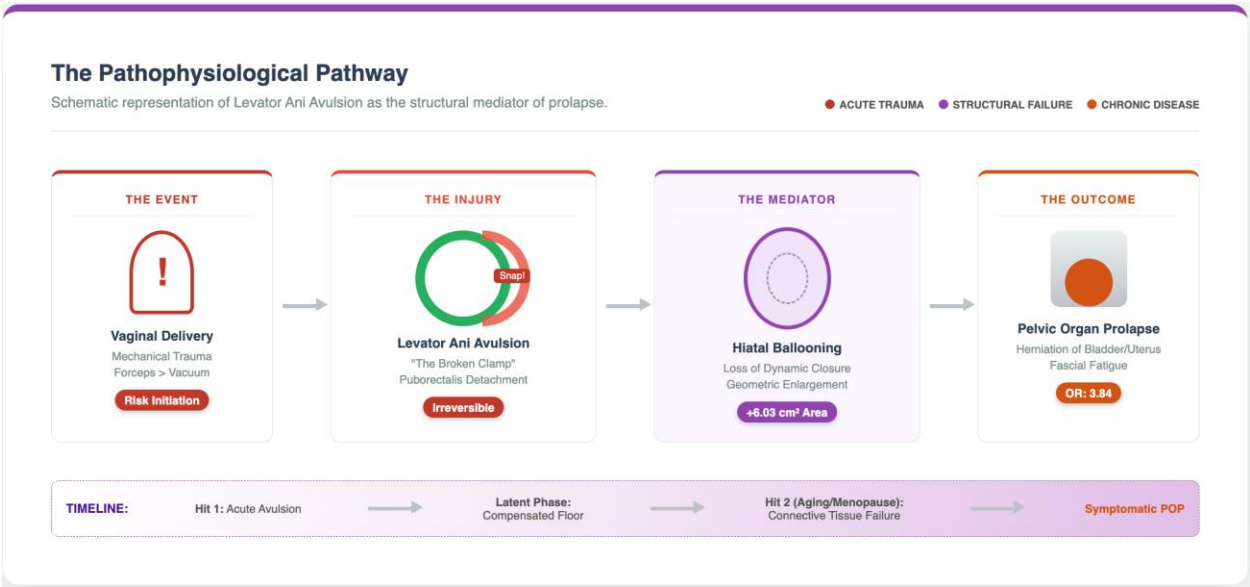 The Pathophysiological Pathway
Schematic representation of Levator Ani Avulsion as the structural mediator of prolapse.
ACUTE TRAUMA
STRUCTURAL FAILURE
CHRONIC DISEASE
THE EVENT
!
Vaginal Delivery
Mechanical Trauma
Forceps > Vacuum
Risk Initiation
THE INJURY
Snap!
Levator Ani Avulsion
"The Broken Clamp"
Puborectalis Detachment
Irreversible
THE MEDIATOR
Hiatal Ballooning
Loss of Dynamic Closure
Geometric Enlargement
+6.03 cm² Area
THE OUTCOME
Pelvic Organ Prolapse
Herniation of Bladder/Uterus
Fascial Fatigue
OR: 3.84
TIMELINE:
Hit 1: Acute Avulsion
Latent Phase:
Compensated Floor
Hit 2 (Aging/Menopause):
Connective Tissue Failure
Symptomatic POP